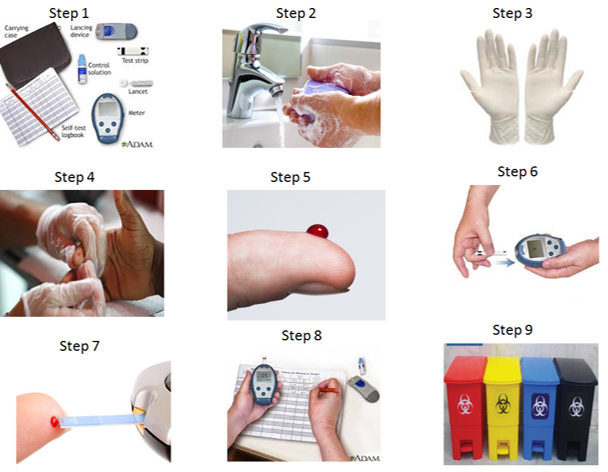 Step 1
Step 2
Step 3
Carrying
case
Lancing
device
Test strip
Control
solution
Lancet
Meter
Self-test
logbook
ADAM.
Step 4
Step 5
Step 6
Step 7
Step 8
Step 9
ADAM.